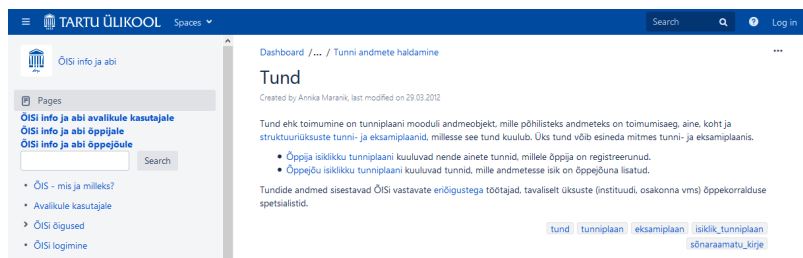 TARTU ÜLIKOOL Spaces Search Log in
ÕISi info ja abi
Pages
ÕISi info ja abi avalikule kasutajale
ÕISi info ja abi õppijale
ÕISi info ja abi õppejõule
Search
ÕIS - mis ja milleks?
Avalikule kasutajale
ÕISi õigused
ÕISi logimine
Dashboard /... / Tunni andmete haldamine
Tund
Created by Annika Maranik, last modified on 29.03.2012
Tund ehk toimumine on tunniplaani mooduli andmeobjekt, mille põhilisteks andmeteks on toimumisaeg, aine, koht ja
struktuuriüksuste tunni- ja eksamiplaanid, millesse see tund kuulub. Üks tund võib esineda mitmes tunni- ja eksamiplaanis.
• Õppija isiklikku tunniplaani kuuluvad nende ainete tunnid, millele õppija on registreerunud.
• Õppejõu isiklikku tunniplaani kuuluvad tunnid, mille andmetesse isik on õppejõuna lisatud.
Tundide andmed sisestavad ÕISi vastavate eriõigustega töötajad, tavaliselt üksuste (instituudi, osakonna vms) õppekorralduse
spetsialistid.
tund tunniplaan eksamiplaan isiklik_tunniplaan
sõnaraamatu_kirje